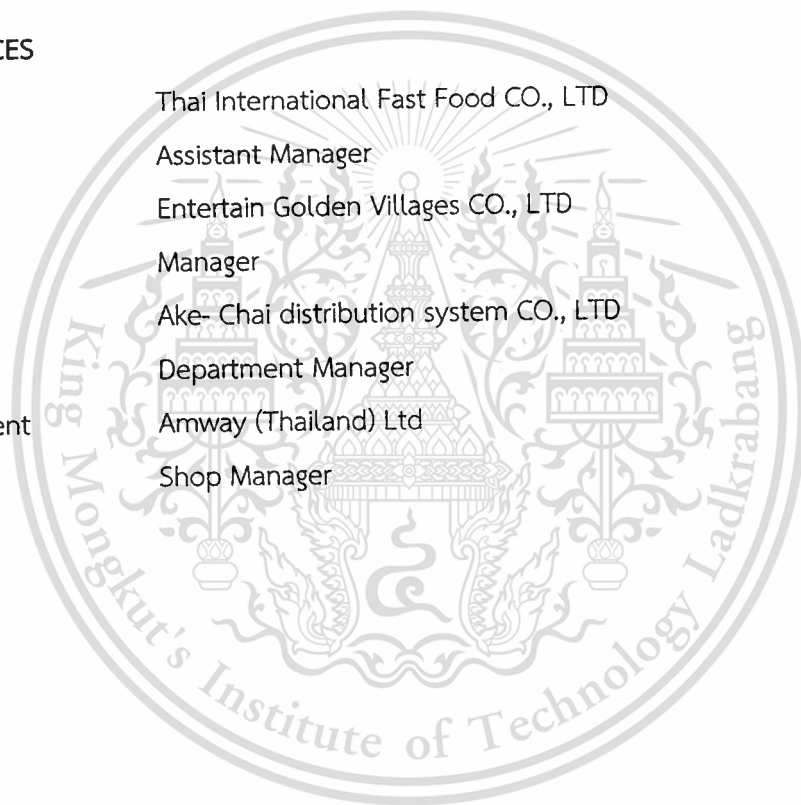 CES
Thai International Fast Food CO., LTD
Assistant Manager
Entertain Golden Villages CO., LTD
Manager
Ake- Chai distribution system CO., LTD
Department Manager
ent
Amway (Thailand) Ltd
Shop Manager
King Mongkut's Institute of Technology Ladkrabang